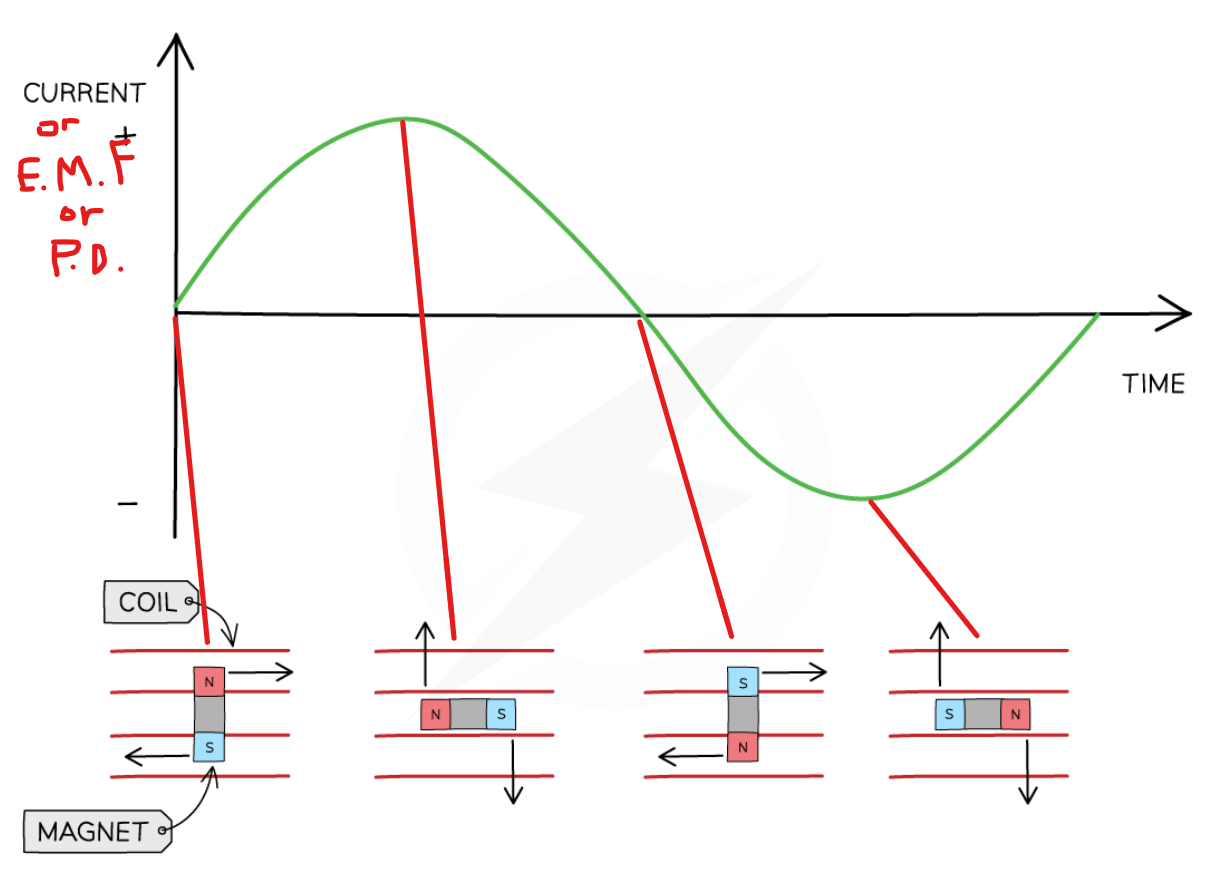 CURRENT
or
+
E.M.F
or
P.D.
TIME
−
COIL
N
S
N S
S
N
S N
MAGNET